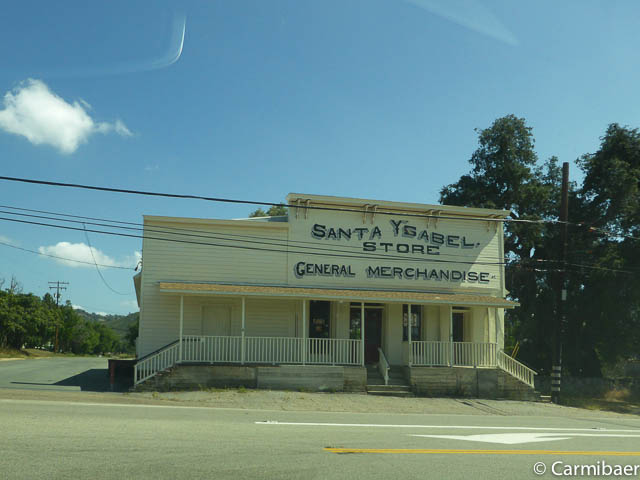 SANTA YSABEL
STORE
GENERAL MERCHANDISE
© Carmibaer